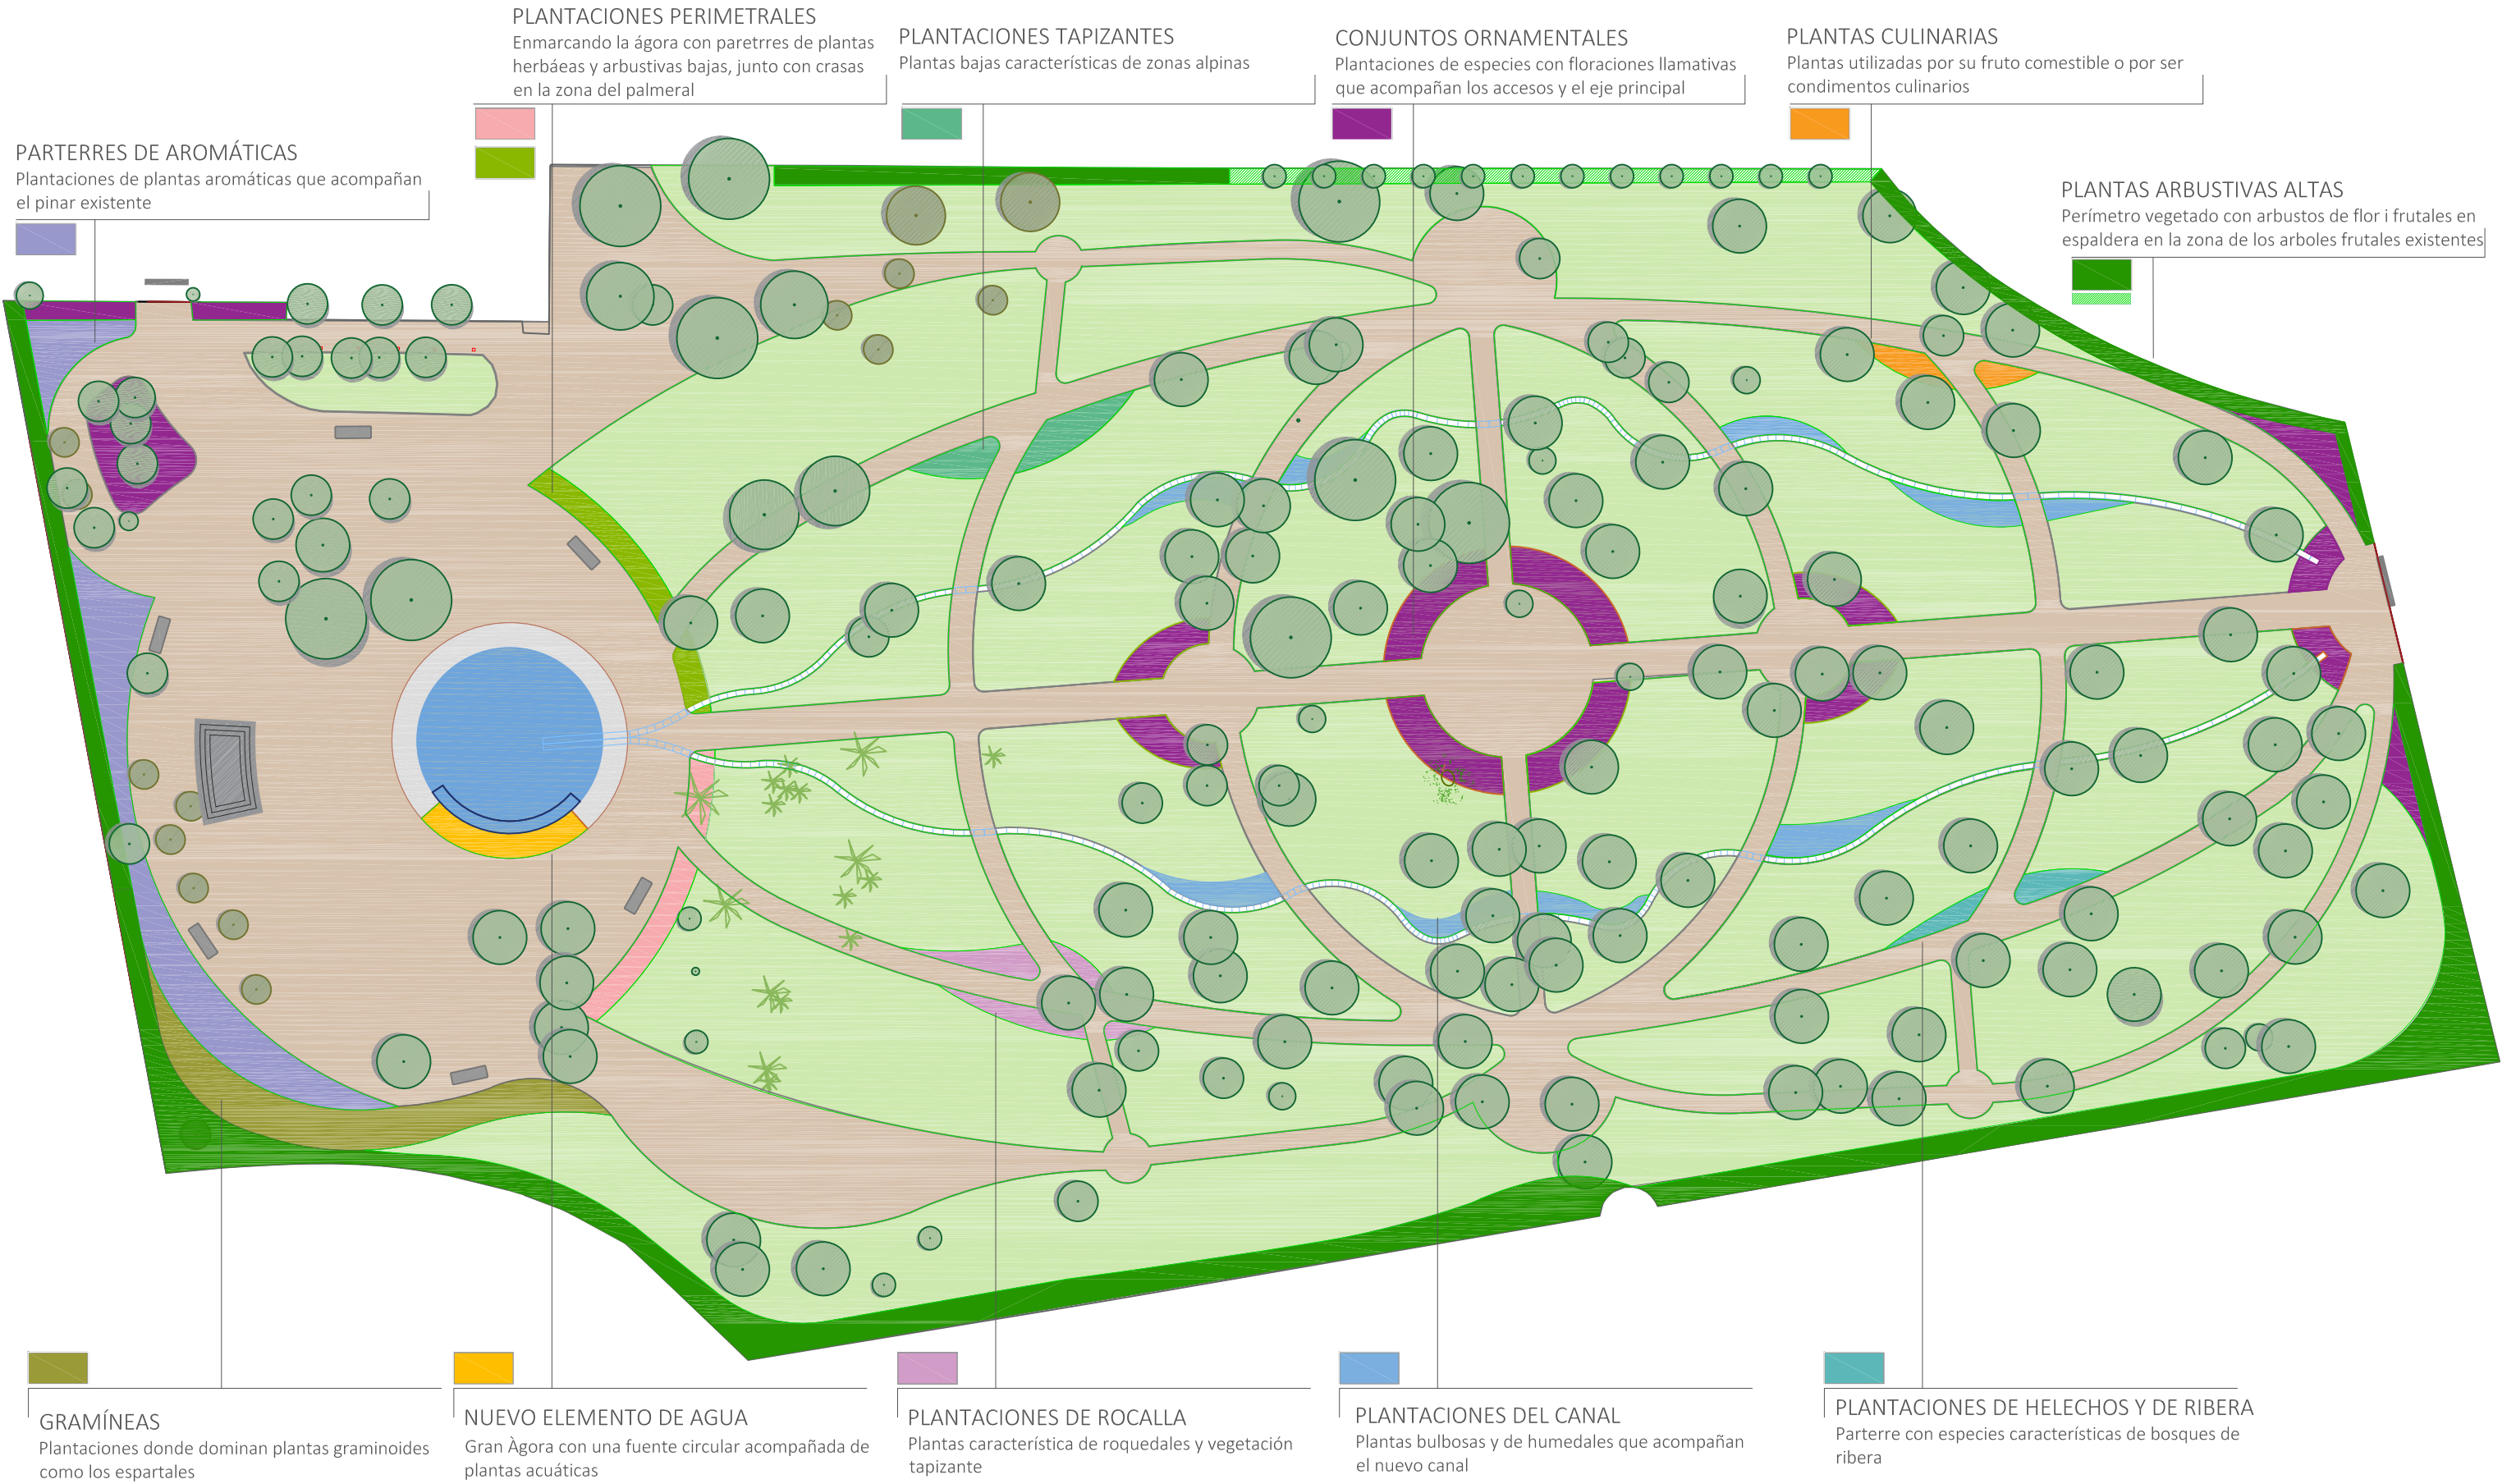 PLANTACIONES PERIMETRALES
Enmarcando la ágora con paretrres de plantas
herbáeas y arbustivas bajas, junto con crasas
en la zona del palmeral
PLANTACIONES TAPIZANTES
Plantas bajas características de zonas alpinas
CONJUNTOS ORNAMENTALES
Plantaciones de especies con floraciones llamativas
que acompañan los accesos y el eje principal
PLANTAS CULINARIAS
Plantas utilizadas por su fruto comestible o por ser
condimentos culinarios
PARTERRES DE AROMÁTICAS
Plantaciones de plantas aromáticas que acompañan
el pinar existente
PLANTAS ARBUSTIVAS ALTAS
Perímetro vegetado con arbustos de flor i frutales en
espaldera en la zona de los arboles frutales existentes
GRAMÍNEAS
Plantaciones donde dominan plantas graminoides
como los espartales
NUEVO ELEMENTO DE AGUA
Gran Àgora con una fuente circular acompañada de
plantas acuáticas
PLANTACIONES DE ROCALLA
Plantas característica de roquedales y vegetación
tapizante
PLANTACIONES DEL CANAL
Plantas bulbosas y de humedales que acompañan
el nuevo canal
PLANTACIONES DE HELECHOS Y DE RIBERA
Parterre con especies características de bosques de
ribera